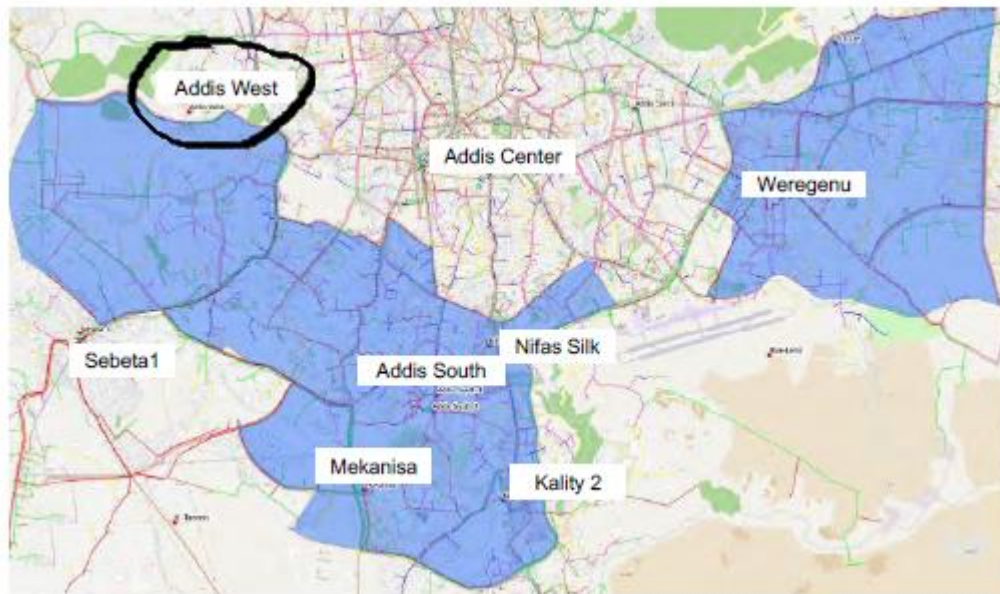 Addis West
Addis Center
Weregenu
Nifas Silk
Sebeta1
Addis South
Mekanisa
Kality 2